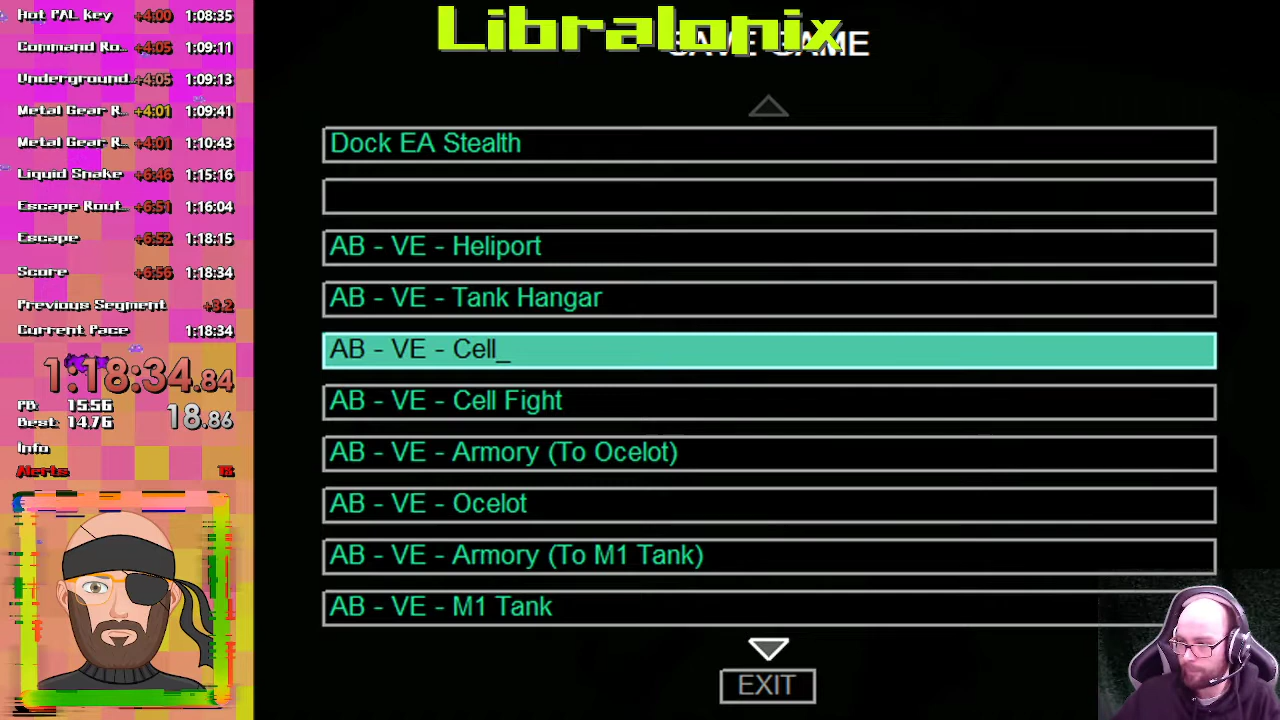 Hot PAL Key +4:00 1:08:35
Command Ro... +4:05 1:09:11
Underground... +4:05 1:09:13
Metal Gear R... +4:01 1:09:41
Metal Gear R... +4:01 1:10:43
Liquid Snake +6:46 1:15:16
Escape Rout... +6:51 1:16:04
Escape +6:52 1:18:15
Score +6:56 1:18:34
Previous Segment +3.2
Current Pace 1:18:34
1:18:34.84
PB: 15.56
Best: 14.76
18.86
Info
Alerts
Libralonix
SAVE GAME
Dock EA Stealth
AB - VE - Heliport
AB - VE - Tank Hangar
AB - VE - Cell_
AB - VE - Cell Fight
AB - VE - Armory (To Ocelot)
AB - VE - Ocelot
AB - VE - Armory (To M1 Tank)
AB - VE - M1 Tank
EXIT